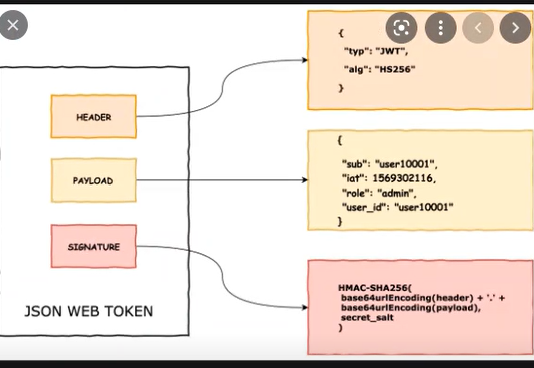 HEADER
PAYLOAD
SIGNATURE
JSON WEB TOKEN
{
"typ": "JWT",
"alg": "HS256"
}
{
"sub": "user10001",
"iat": 1569302116,
"role": "admin",
"user_id": "user10001"
}
HMAC-SHA256(
base64urlEncoding(header) + '.' +
base64urlEncoding(payload),
secret_salt
)